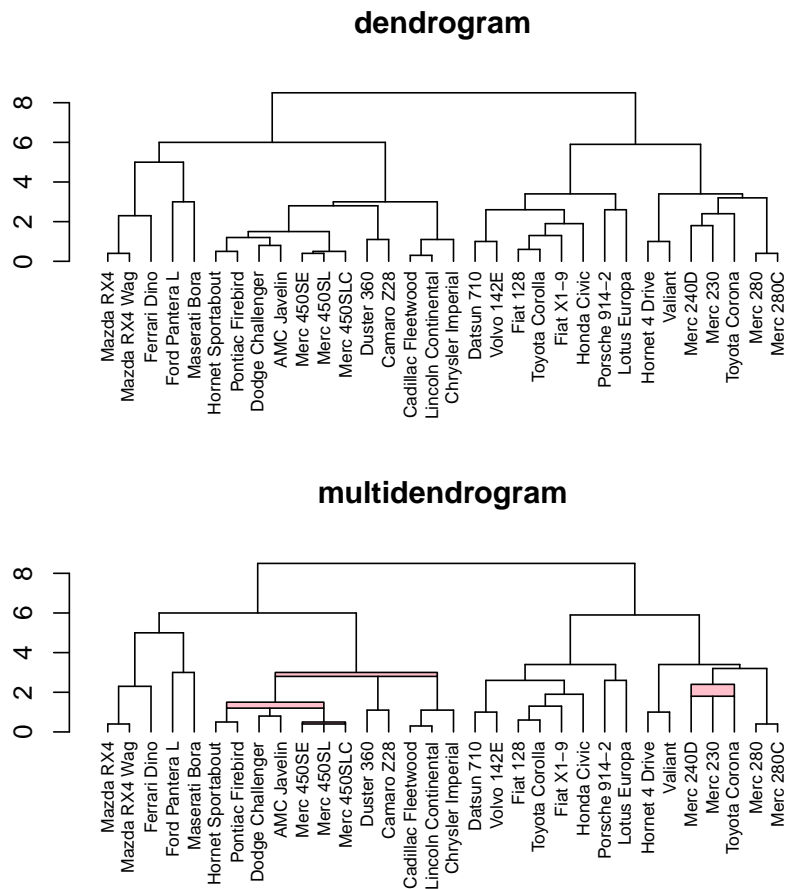 dendrogram
8
6
4
2
0
Mazda RX4
Mazda RX4 Wag
Ferrari Dino
Ford Pantera L
Maserati Bora
Hornet Sportabout
Pontiac Firebird
Dodge Challenger
AMC Javelin
Merc 450SE
Merc 450SL
Merc 450SLC
Duster 360
Camaro Z28
Cadillac Fleetwood
Lincoln Continental
Chrysler Imperial
Datsun 710
Volvo 142E
Fiat 128
Toyota Corolla
Fiat X1−9
Honda Civic
Porsche 914−2
Lotus Europa
Hornet 4 Drive
Valiant
Merc 240D
Merc 230
Toyota Corona
Merc 280
Merc 280C
multidendrogram
8
6
4
2
0
Mazda RX4
Mazda RX4 Wag
Ferrari Dino
Ford Pantera L
Maserati Bora
Hornet Sportabout
Pontiac Firebird
Dodge Challenger
AMC Javelin
Merc 450SE
Merc 450SL
Merc 450SLC
Duster 360
Camaro Z28
Cadillac Fleetwood
Lincoln Continental
Chrysler Imperial
Datsun 710
Volvo 142E
Fiat 128
Toyota Corolla
Fiat X1−9
Honda Civic
Porsche 914−2
Lotus Europa
Hornet 4 Drive
Valiant
Merc 240D
Merc 230
Toyota Corona
Merc 280
Merc 280C